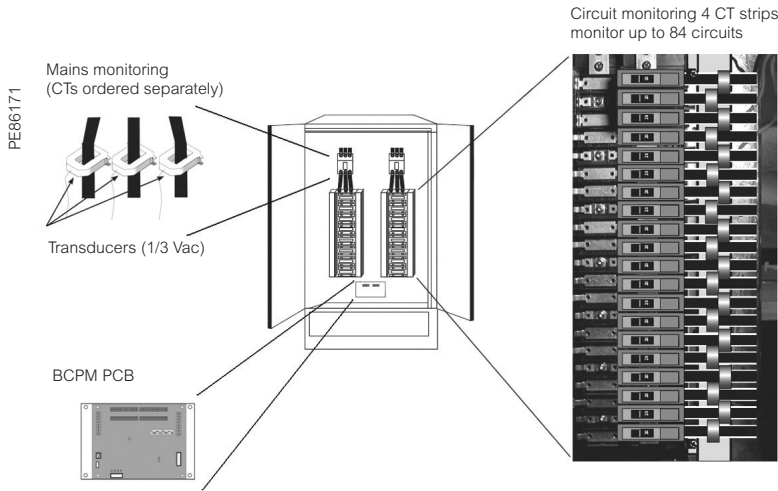 Circuit monitoring 4 CT strips
monitor up to 84 circuits
Mains monitoring
(CTs ordered separately)
PE86171
Transducers (1/3 Vac)
BCPM PCB